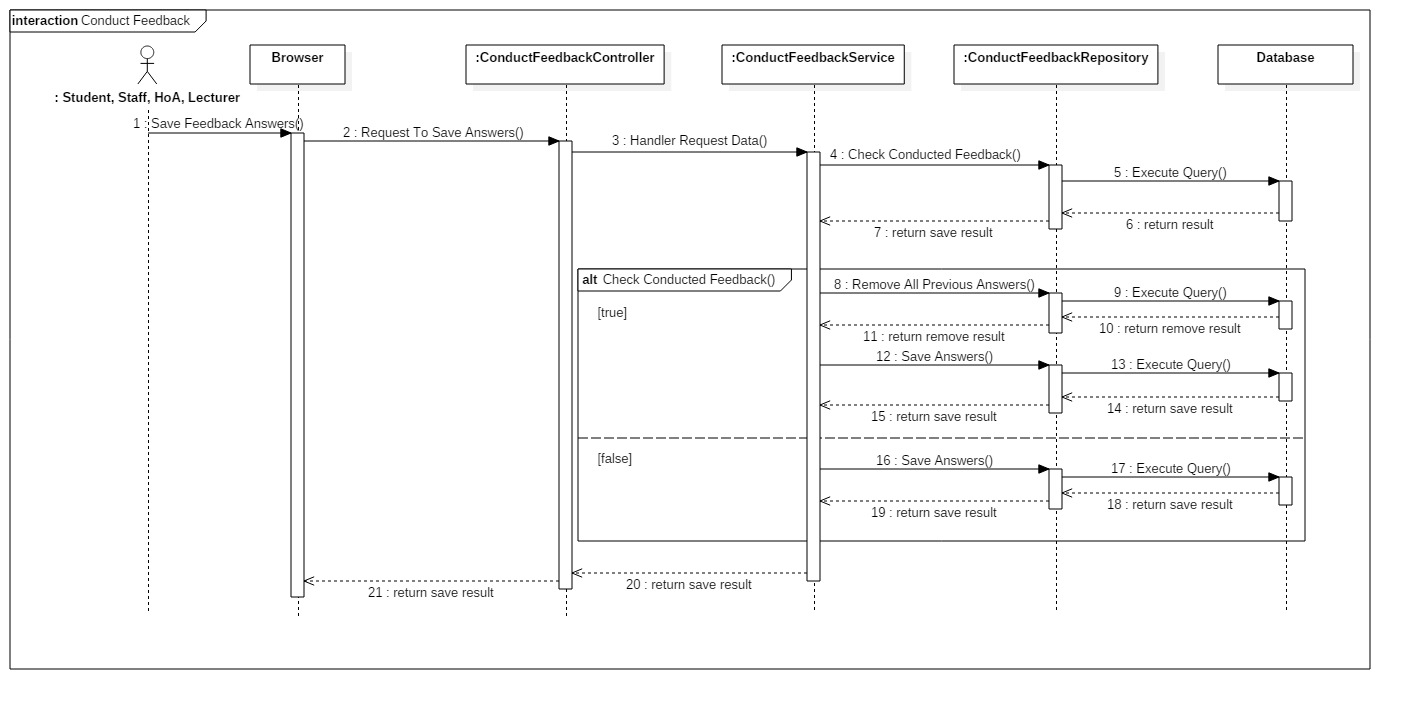 interaction Conduct Feedback
Browser
:ConductFeedbackController
:ConductFeedbackService
:ConductFeedbackRepository
Database
: Student, Staff, HoA, Lecturer
1 : Save Feedback Answers()
2 : Request To Save Answers()
3 : Handler Request Data()
4 : Check Conducted Feedback()
5 : Execute Query()
6 : return result
7 : return save result
alt Check Conducted Feedback()
8 : Remove All Previous Answers()
9 : Execute Query()
[true]
10 : return remove result
11 : return remove result
12 : Save Answers()
13 : Execute Query()
14 : return save result
15 : return save result
[false]
16 : Save Answers()
17 : Execute Query()
18 : return save result
19 : return save result
20 : return save result
21 : return save result